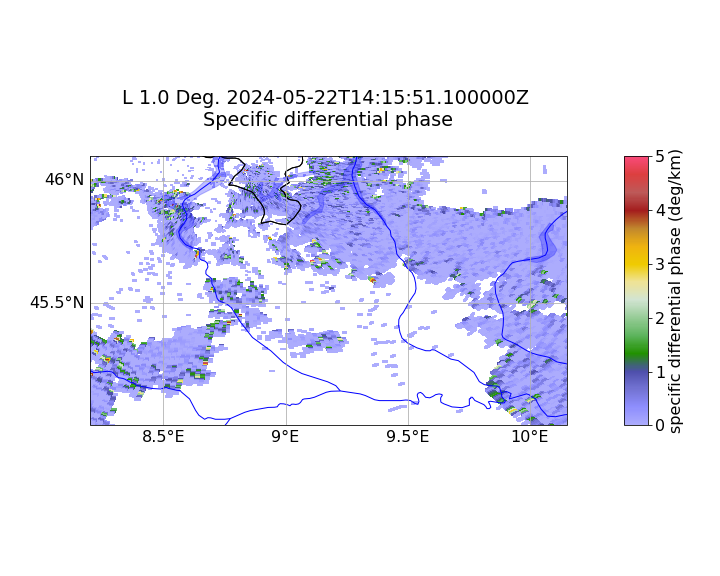 L 1.0 Deg. 2024-05-22T14:15:51.100000Z
Specific differential phase
46°N
45.5°N
8.5°E
9°E
9.5°E
10°E
5
4
3
2
1
0
specific differential phase (deg/km)